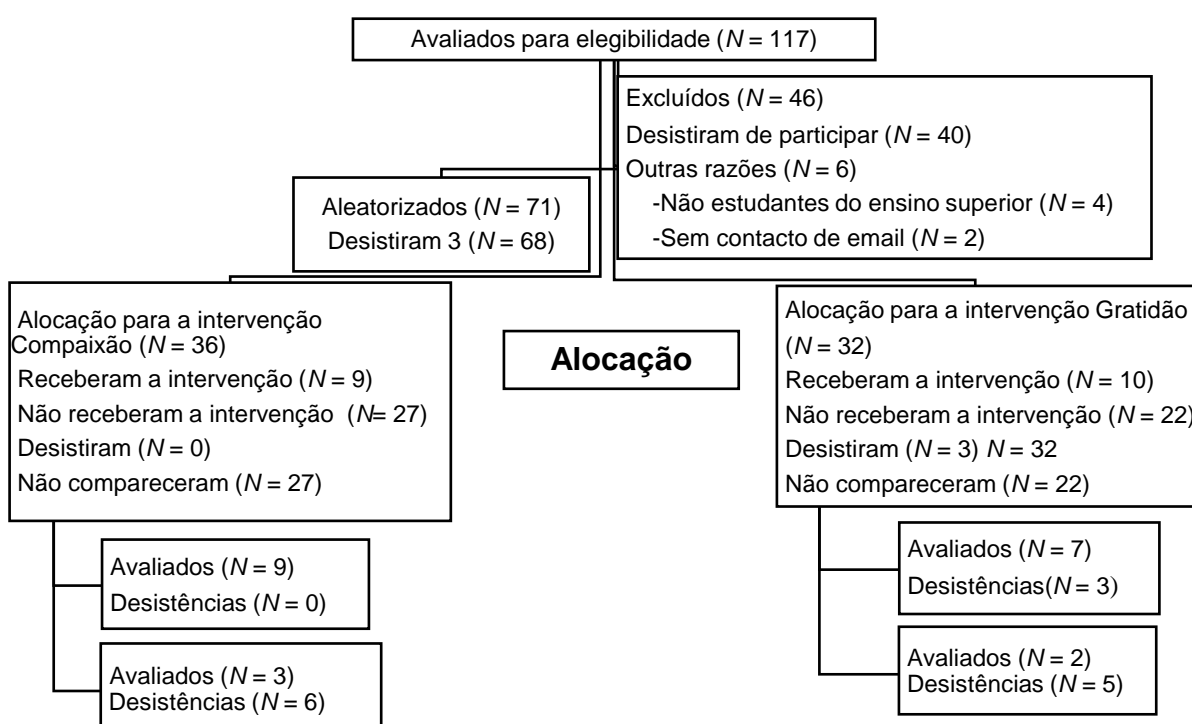 Avaliados para elegibilidade (N = 117)
Excluídos (N = 46)
Desistiram de participar (N = 40)
Outras razões (N = 6)
-Não estudantes do ensino superior (N = 4)
-Sem contacto de email (N = 2)
Aleatorizados (N = 71)
Desistiram 3 (N = 68)
Alocação para a intervenção
Compaixão (N = 36)
Receberam a intervenção (N = 9)
Não receberam a intervenção (N= 27)
Desistiram (N = 0)
Não compareceram (N = 27)
Alocação
Alocação para a intervenção Gratidão
(N = 32)
Receberam a intervenção (N = 10)
Não receberam a intervenção (N = 22)
Desistiram (N = 3) N = 32
Não compareceram (N = 22)
Avaliados (N = 9)
Desistências (N = 0)
Avaliados (N = 3)
Desistências (N = 6)
Avaliados (N = 7)
Desistências(N = 3)
Avaliados (N = 2)
Desistências (N = 5)